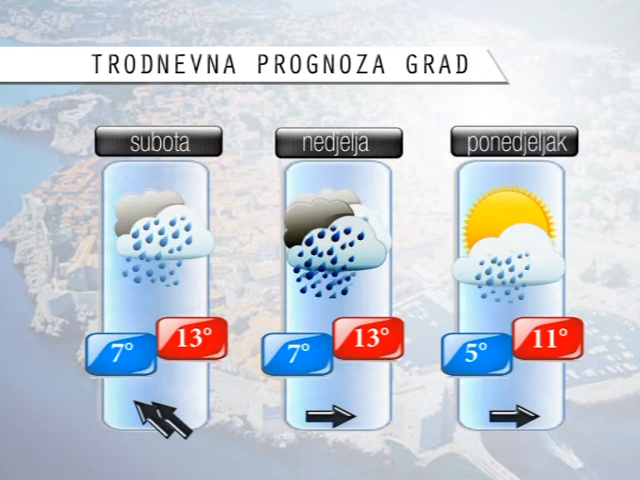 TRODNEVNA PROGNOZA GRAD
subota nedjelja ponedjeljak
7° 13° 7° 13° 5° 11°